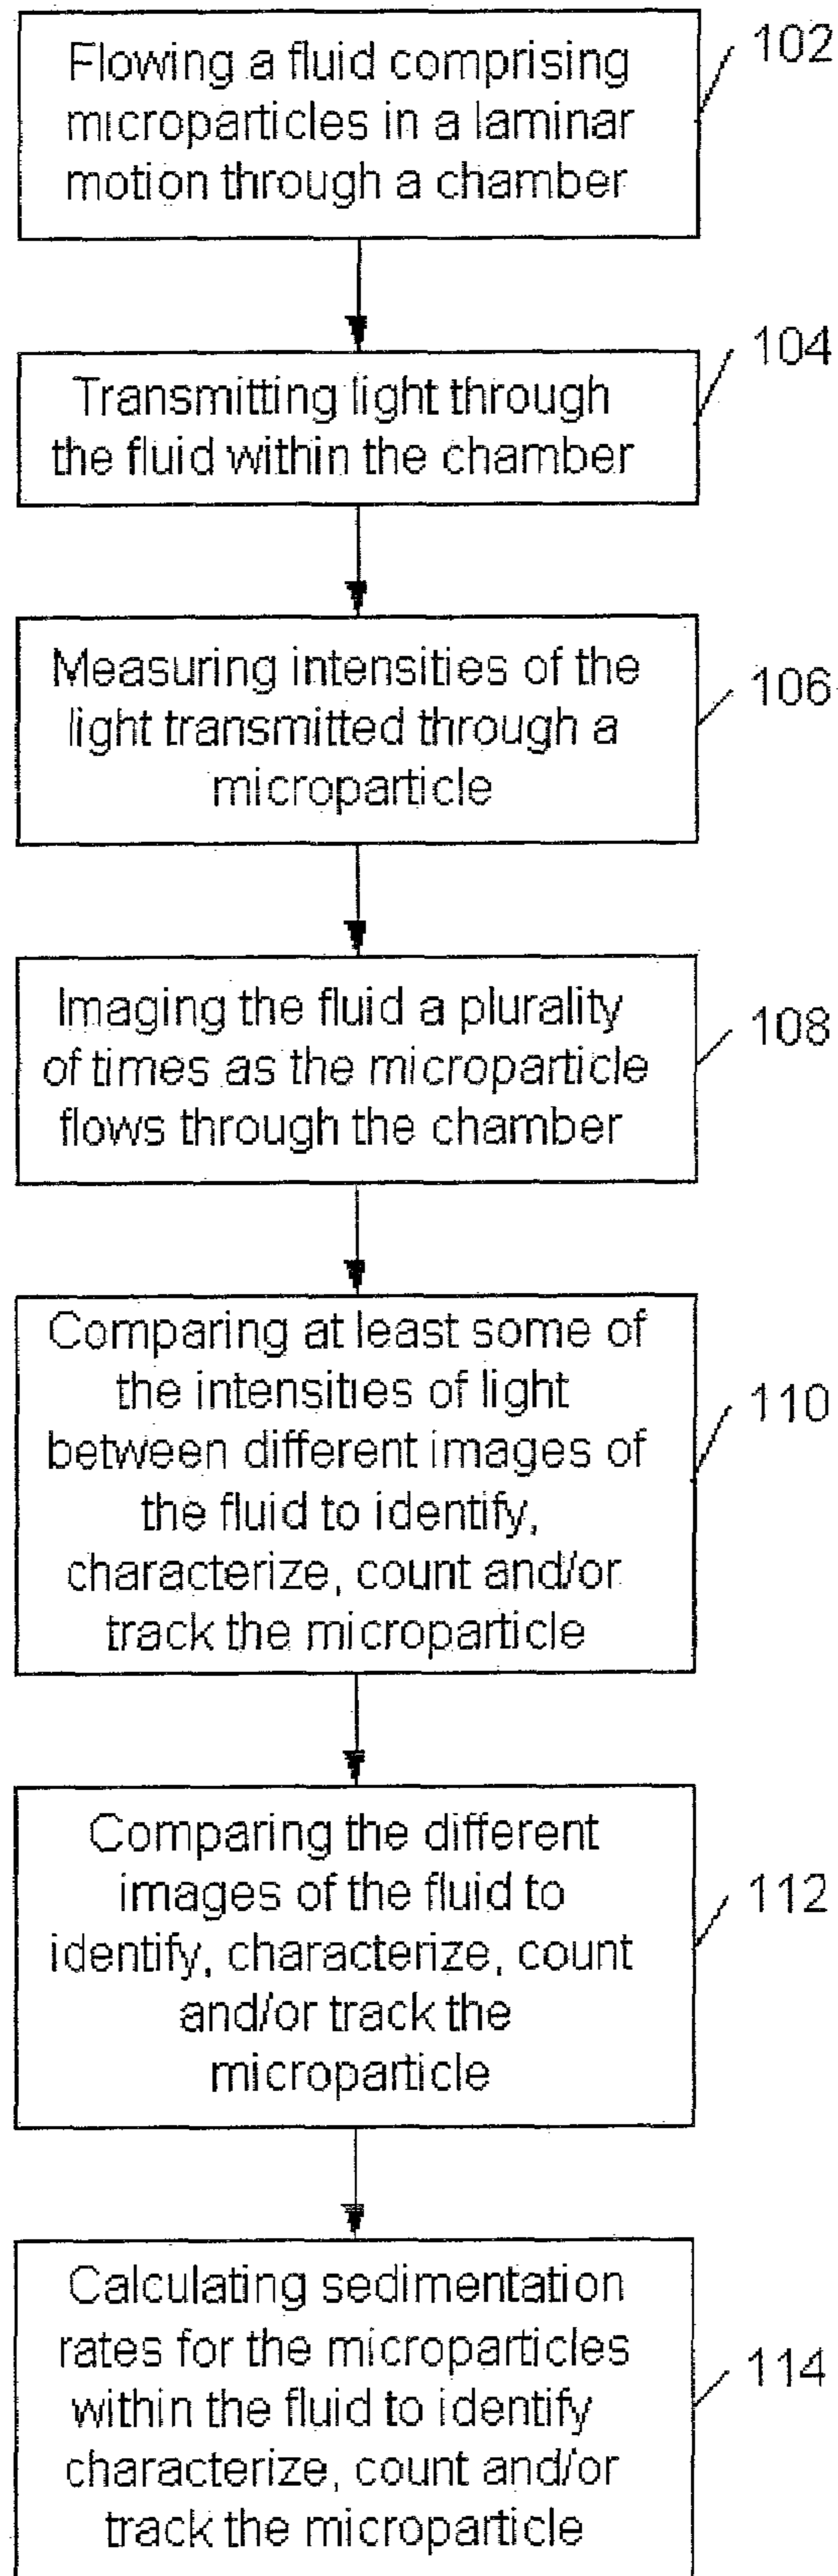 Flowing a fluid comprising
microparticles in a laminar
motion through a chamber
102
Transmitting light through
the fluid within the chamber
104
Measuring intensities of the
light transmitted through a
microparticle
106
Imaging the fluid a plurality
of times as the microparticle
flows through the chamber
108
Comparing at least some of
the intensities of light
between different images of
the fluid to identify,
characterize, count and/or
track the microparticle
110
Comparing the different
images of the fluid to
identify, characterize, count
and/or track the
microparticle
112
Calculating sedimentation
rates for the microparticles
within the fluid to identify
characterize, count and/or
track the microparticle
114